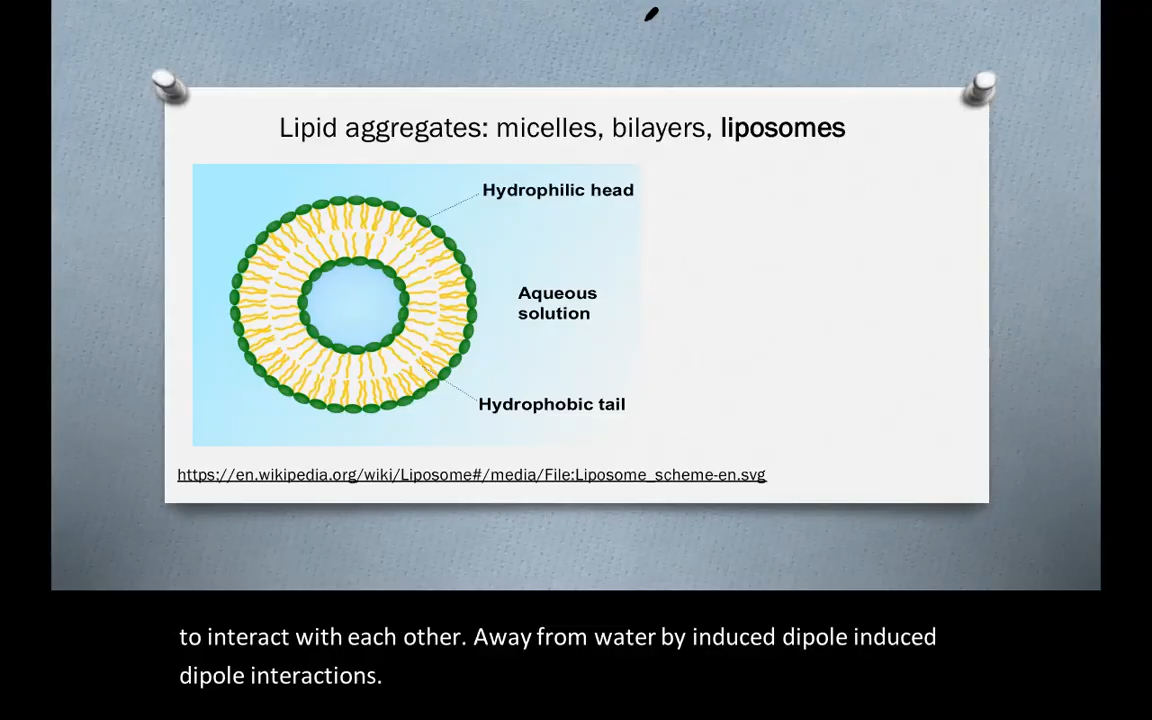 Lipid aggregates: micelles, bilayers, liposomes
Hydrophilic head
Aqueous
solution
Hydrophobic tail
https://en.wikipedia.org/wiki/Liposome#/media/File:Liposome_scheme-en.svg
to interact with each other. Away from water by induced dipole induced
dipole interactions.